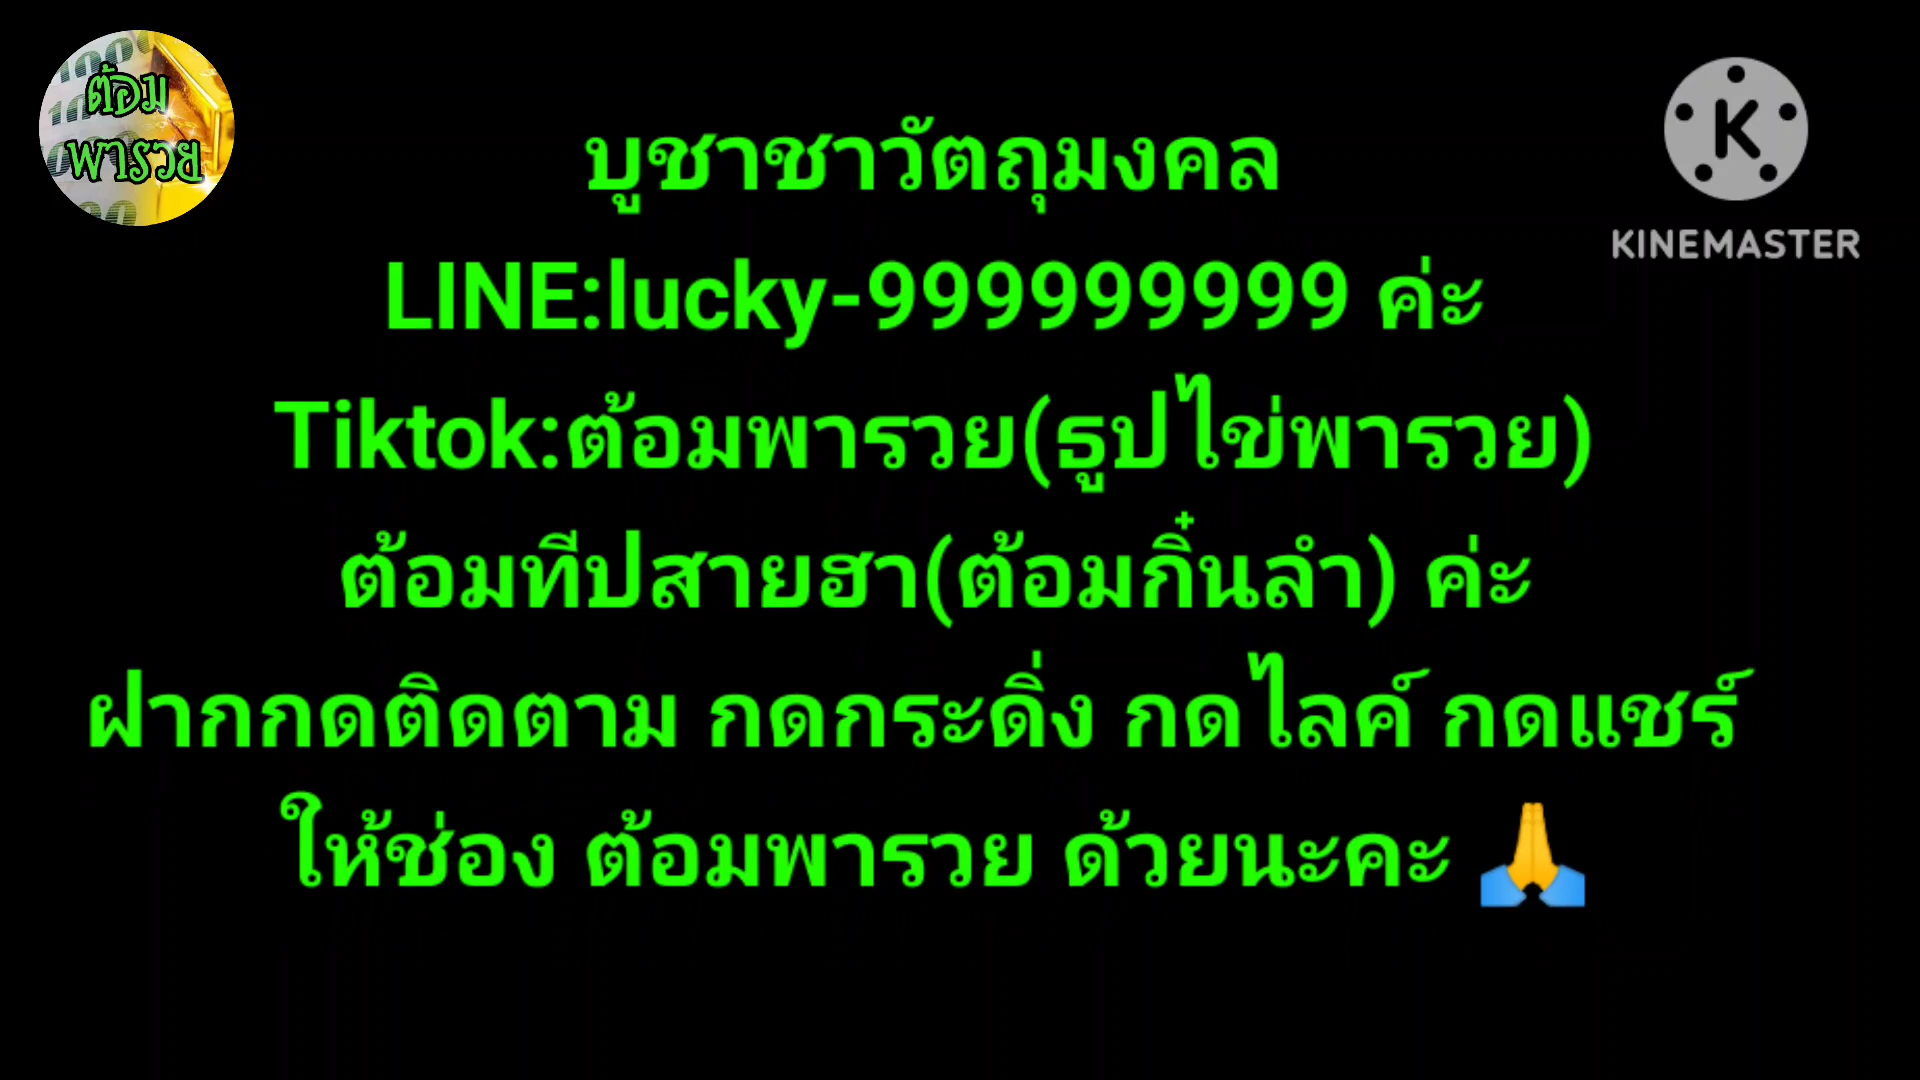 ต้อม
พารวย
KINEMASTER
บูชาชาวัตถุมงคล
LINE:lucky-999999999 ค่ะ
Tiktok:ต้อมพารวย(ธูปไข่พารวย)
ต้อมทีปสายฮา(ต้อมกิ๋นลำ) ค่ะ
ฝากกดติดตาม กดกระดิ่ง กดไลค์ กดแชร์
ให้ช่อง ต้อมพารวย ด้วยนะคะ 🙏